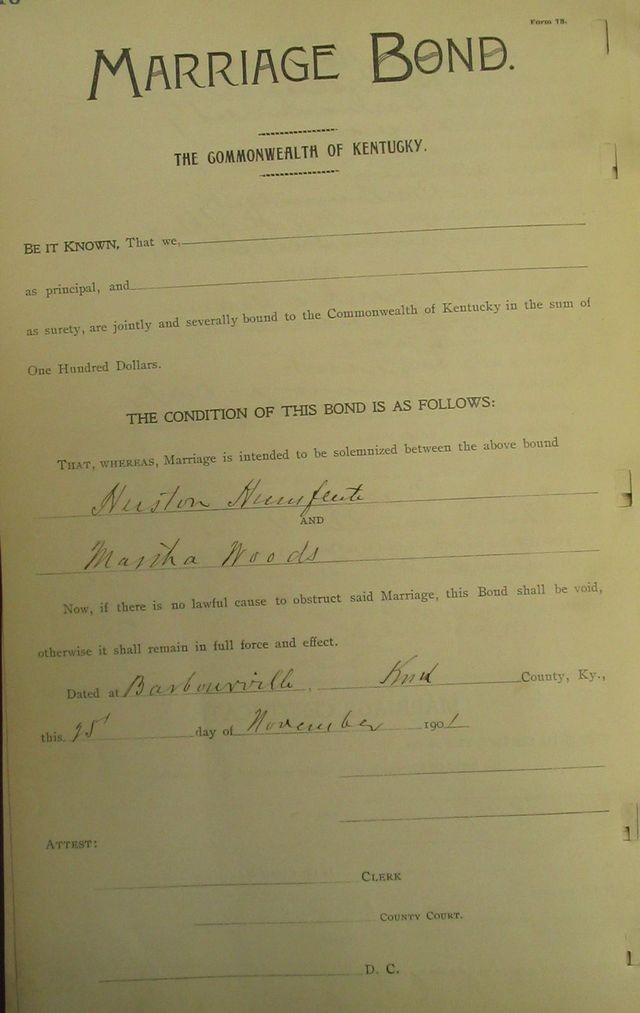 Form 18.
MARRIAGE BOND.
THE COMMONWEALTH OF KENTUCKY.
BE IT KNOWN, That we,
as principal, and
as surety, are jointly and severally bound to the Commonwealth of Kentucky in the sum of
One Hundred Dollars.
THE CONDITION OF THIS BOND IS AS FOLLOWS:
THAT, WHEREAS, Marriage is intended to be solemnized between the above bound
AND
Martha Woods
Now, if there is no lawful cause to obstruct said Marriage, this Bond shall be void,
otherwise it shall remain in full force and effect.
Dated at Barbourville, Knox County, Ky.,
this day of November 1901
ATTEST:
CLERK
COUNTY COURT.
D. C.